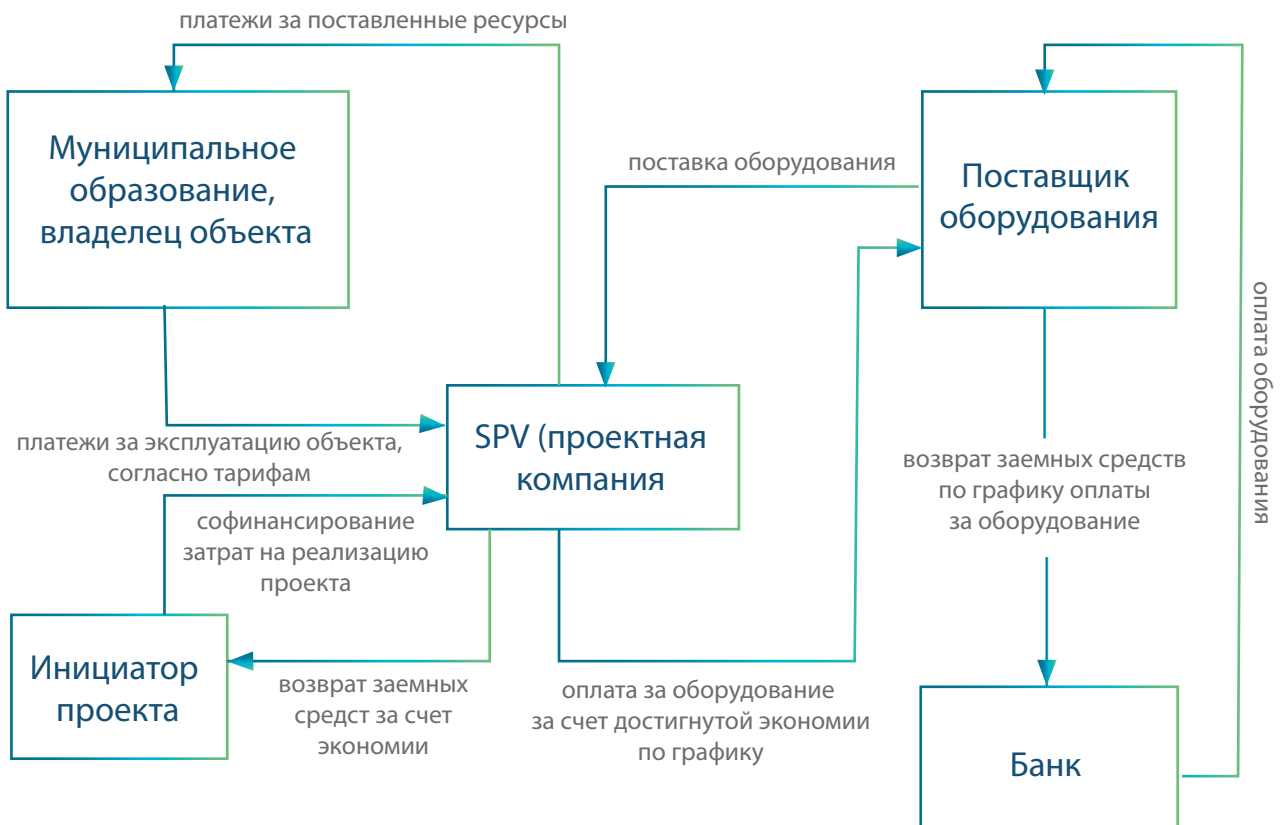 платежи за поставленные ресурсы
Муниципальное
образование,
владелец объекта
поставка оборудования
Поставщик
оборудования
оплата оборудования
платежи за эксплуатацию объекта,
согласно тарифам
SPV (проектная
компания
возврат заемных средств
по графику оплаты
за оборудование
софинансирование
затрат на реализацию
проекта
Инициатор
проекта
возврат заемных
средст за счет
экономии
оплата за оборудование
за счет достигнутой экономии
по графику
Банк